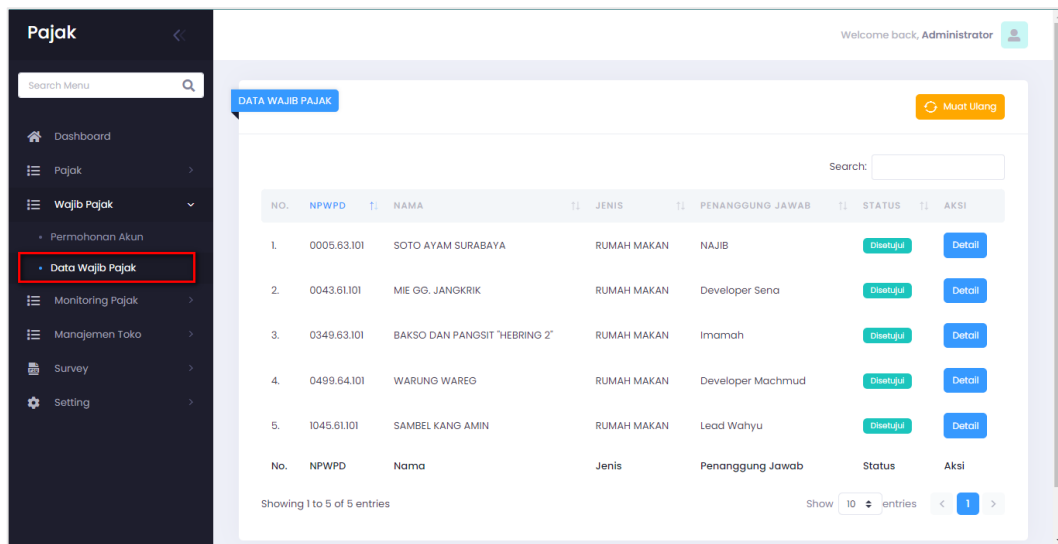 Pajak
Welcome back, Administrator
Search Menu
DATA WAJIB PAJAK
Muat Ulang
Dashboard
Pajak
Wajib Pajak
Permohonan Akun
Data Wajib Pajak
Monitoring Pajak
Manajemen Toko
Survey
Setting
Search:
NO. NPWPD NAMA JENIS PENANGGUNG JAWAB STATUS AKSI
1. 0005.63.101 SOTO AYAM SURABAYA RUMAH MAKAN NAJIB Disetujui Detail
2. 0043.61.101 MIE GG. JANGKRIK RUMAH MAKAN Developer Sena Disetujui Detail
3. 0349.63.101 BAKSO DAN PANGSIT "HEBRING 2" RUMAH MAKAN Imamah Disetujui Detail
4. 0499.64.101 WARUNG WAREG RUMAH MAKAN Developer Machmud Disetujui Detail
5. 1045.61.101 SAMBEL KANG AMIN RUMAH MAKAN Lead Wahyu Disetujui Detail
No. NPWPD Nama Jenis Penanggung Jawab Status Aksi
Showing 1 to 5 of 5 entries
Show 10 entries
1